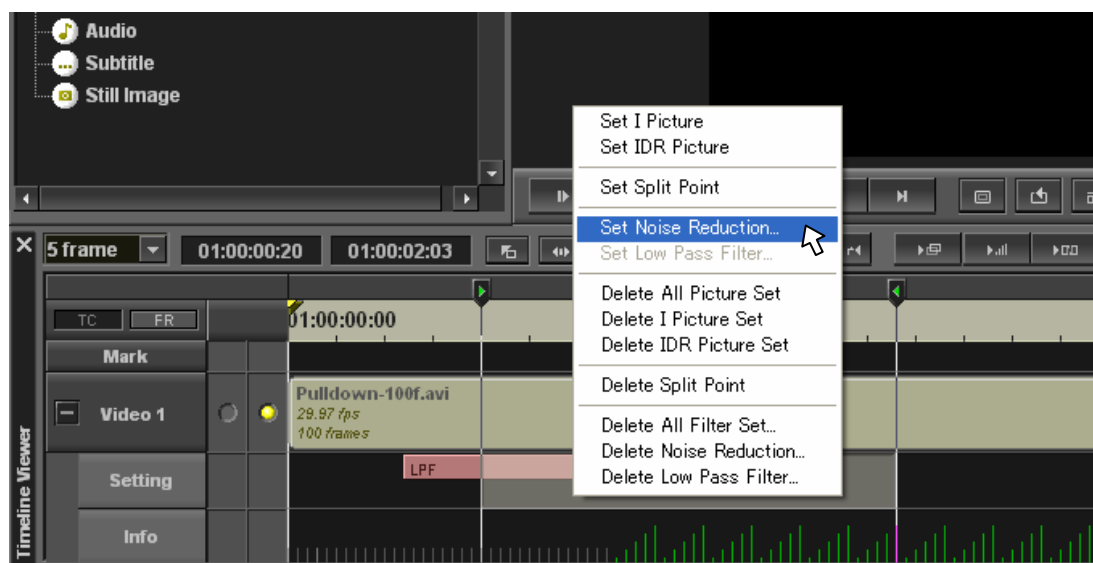 Audio
Subtitle
Still Image
Set I Picture
Set IDR Picture
Set Split Point
Set Noise Reduction...
Set Low Pass Filter...
Delete All Picture Set
Delete I Picture Set
Delete IDR Picture Set
Delete Split Point
Delete All Filter Set...
Delete Noise Reduction...
Delete Low Pass Filter...
5 frame
01:00:00:20
01:00:02:03
TC
FR
01:00:00:00
Mark
Video 1
Pulldown-100f.avi
29.97 fps
100 frames
Setting
LPF
Info
Timeline Viewer